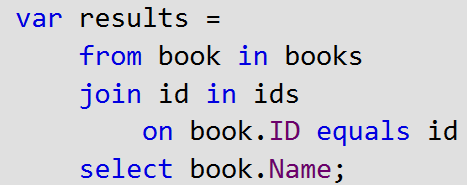 var results =
    from book in books
    join id in ids
        on book.ID equals id
    select book.Name;